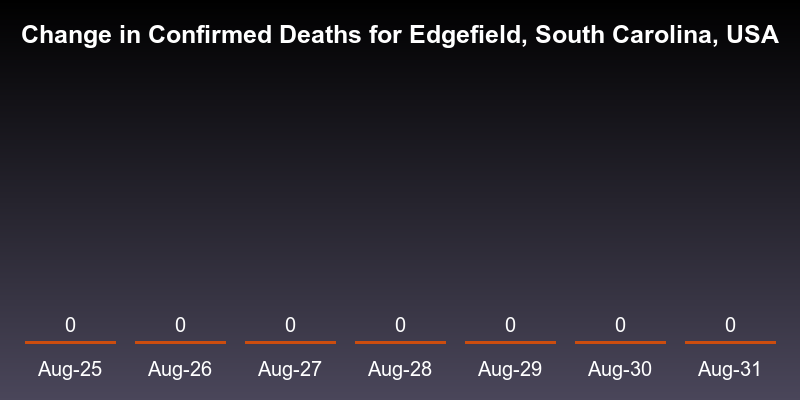 Change in Confirmed Deaths for Edgefield, South Carolina, USA
0 0 0 0 0 0 0
Aug-25 Aug-26 Aug-27 Aug-28 Aug-29 Aug-30 Aug-31